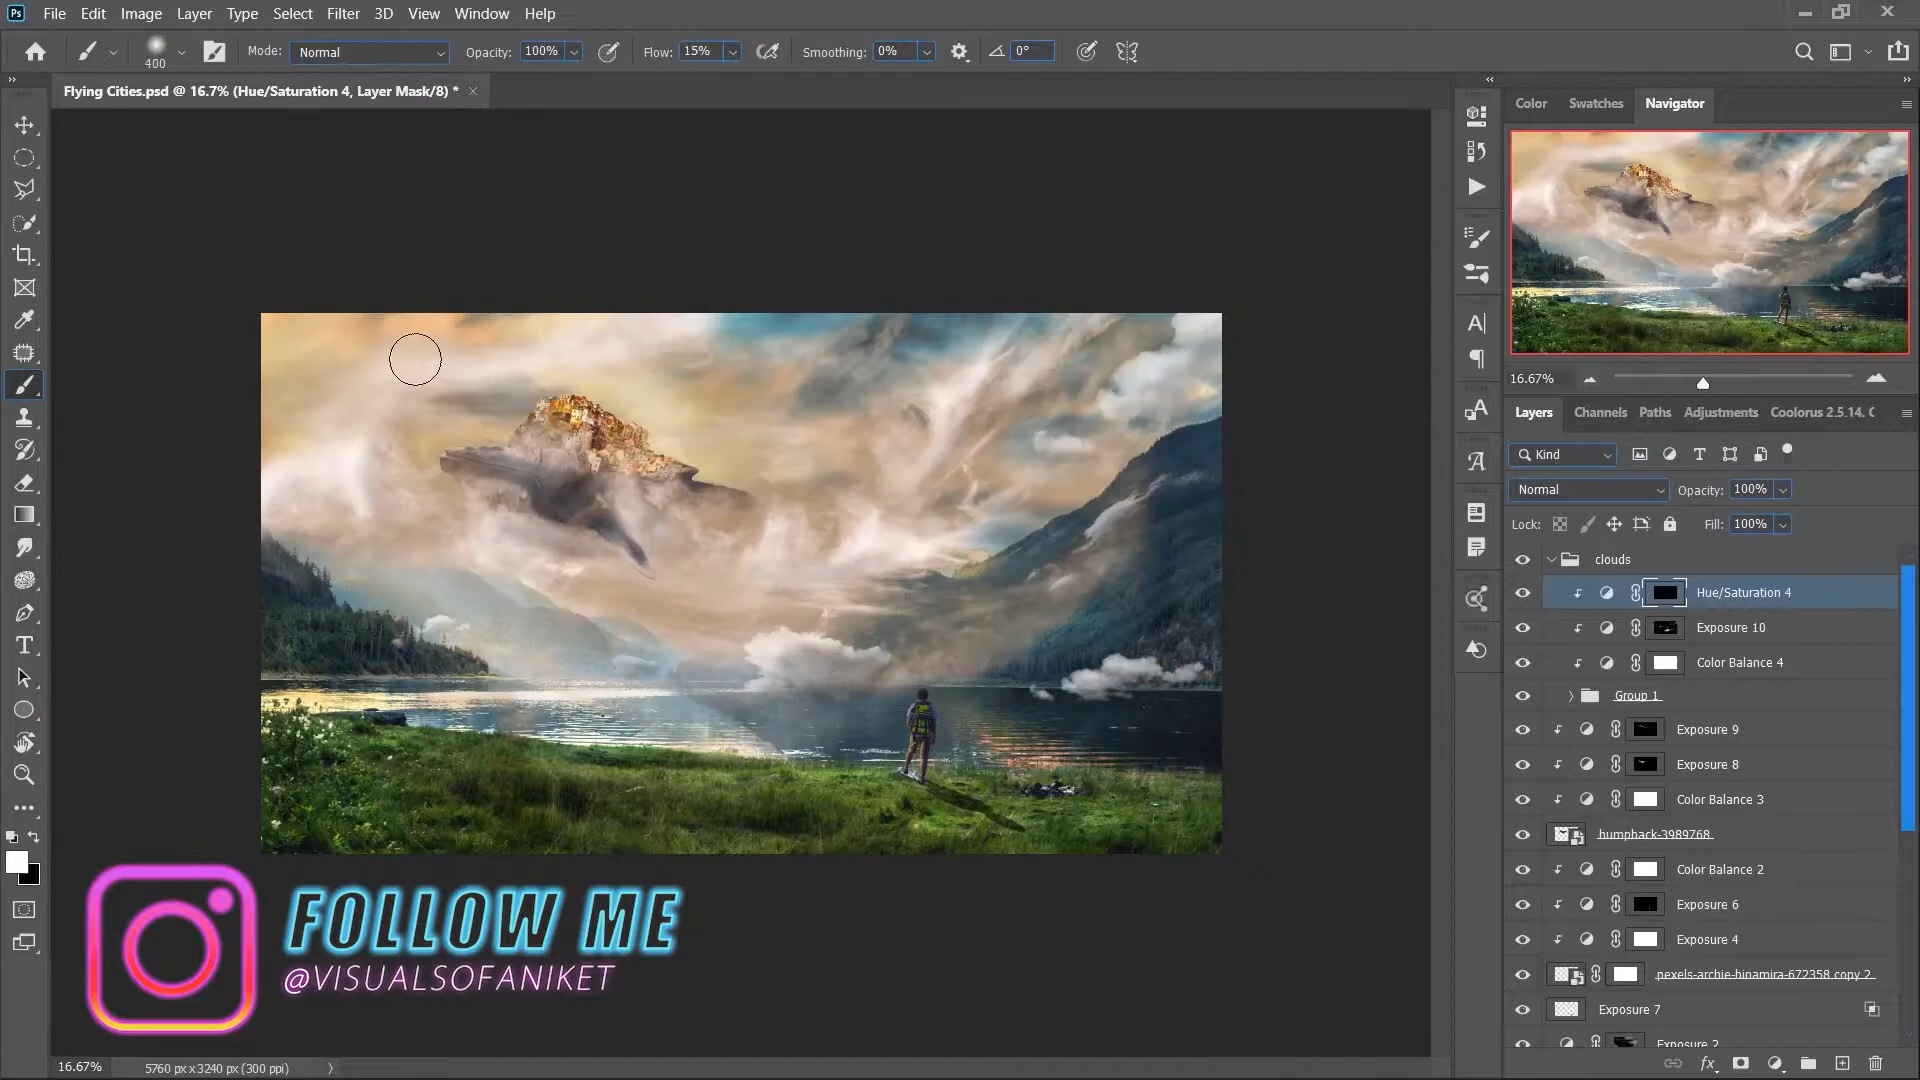 Ps File Edit Image Layer Type Select Filter 3D View Window Help
400 Mode: Normal Opacity: 100% Flow: 15% Smoothing: 0% 0°
Flying Cities.psd @ 16.7% (Hue/Saturation 4, Layer Mask/8) *
Color Swatches Navigator
16.67%
Layers Channels Paths Adjustments Coolorus 2.5.14. C
Kind
Normal Opacity: 100%
Lock: Fill: 100%
clouds
Hue/Saturation 4
Exposure 10
Color Balance 4
Group 1
Exposure 9
Exposure 8
Color Balance 3
humpback-3989768
Color Balance 2
Exposure 6
Exposure 4
pexels-archie-binamira-672358 copy 2
Exposure 7
Exposure 2
FOLLOW ME
@VISUALSOFANIKET
16.67% 5760 px x 3240 px (300 ppi)